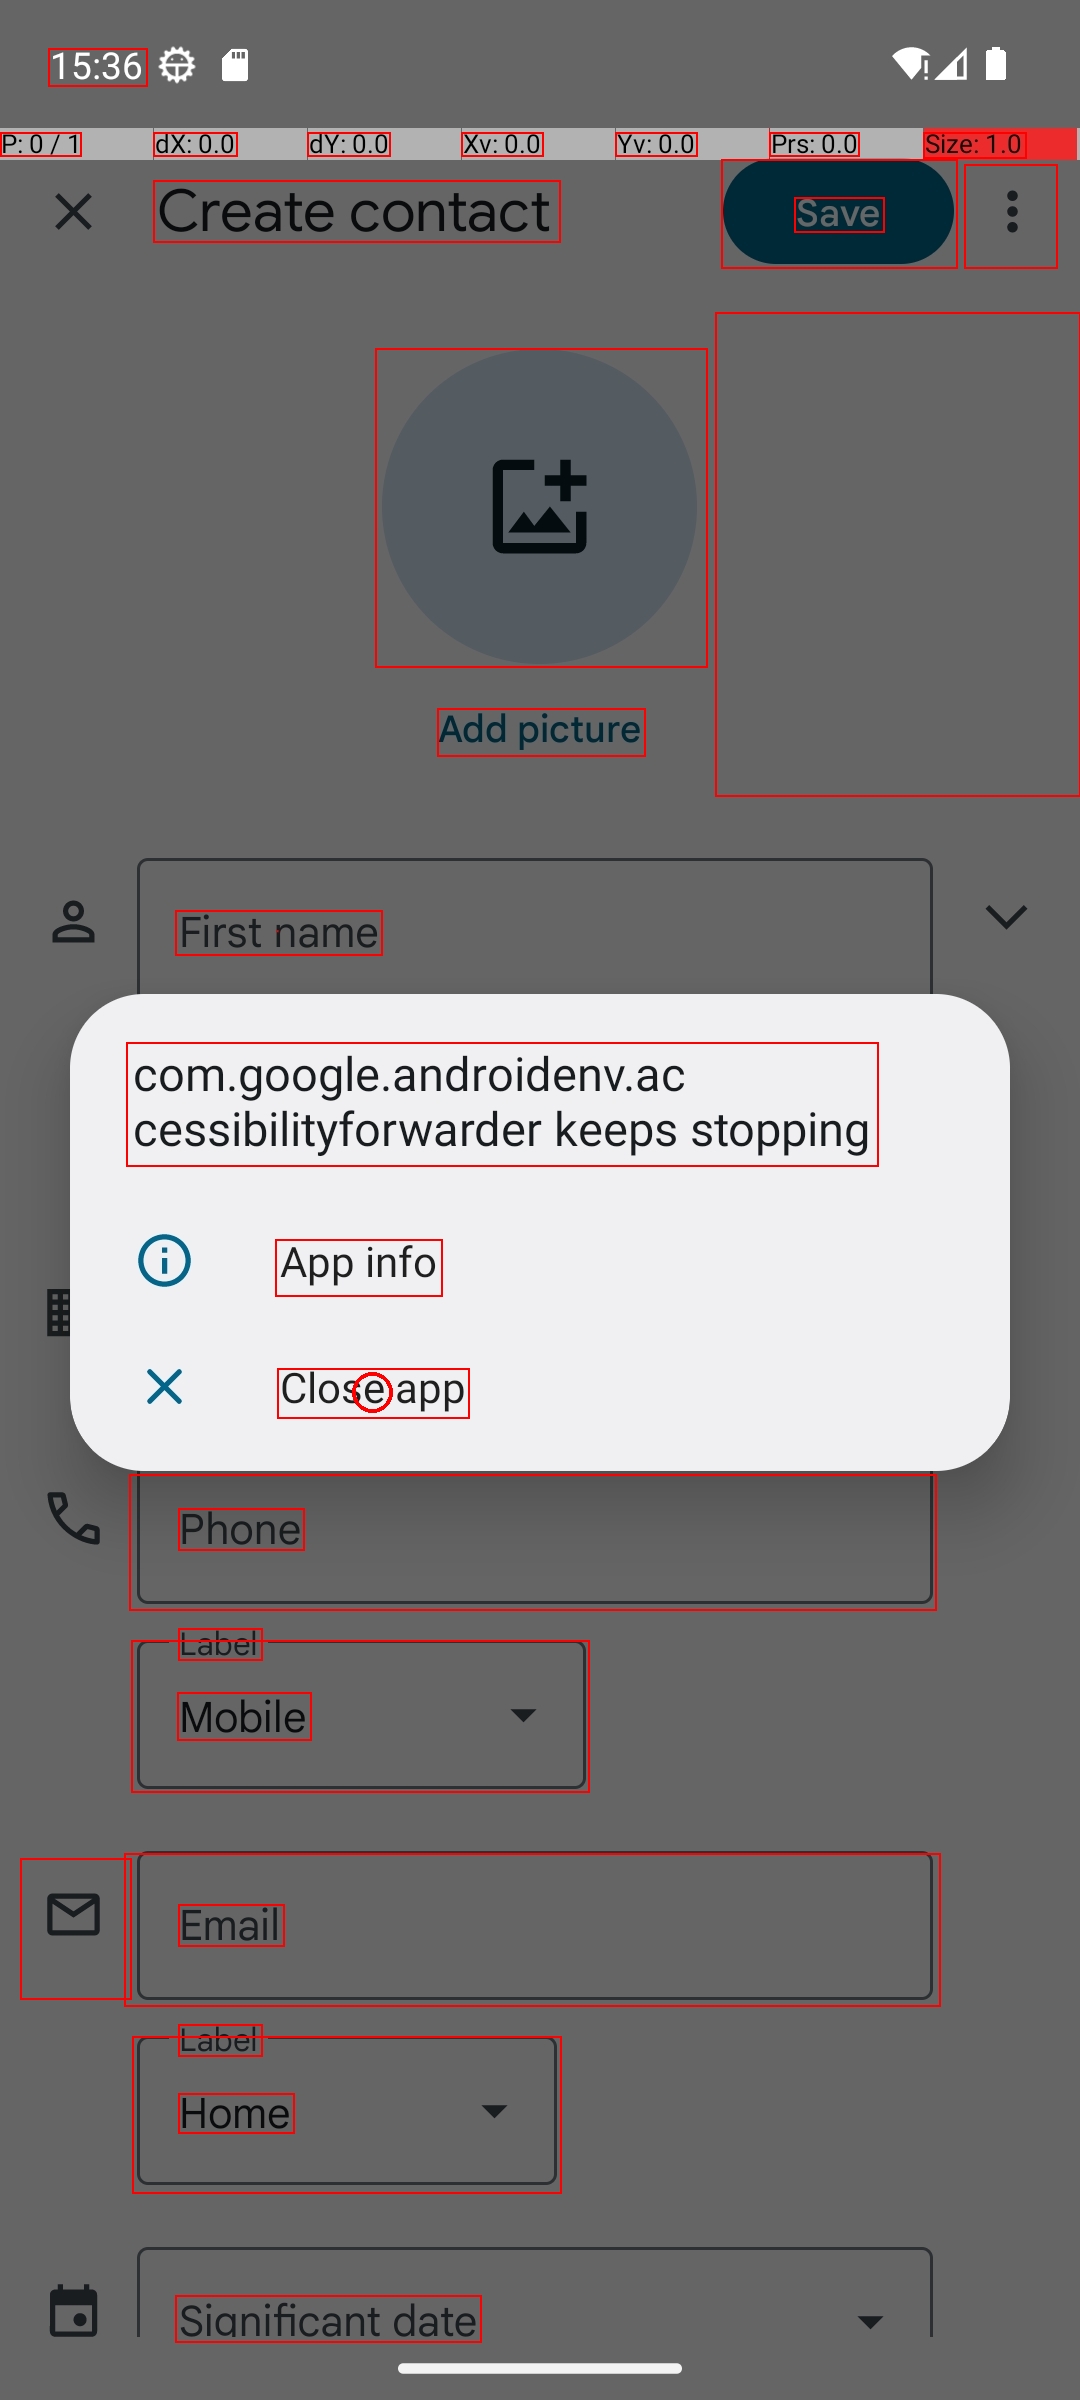 15:36
P: 0 / 1 dX: 0.0 dY: 0.0 Xv: 0.0 Yv: 0.0 Prs: 0.0 Size: 1.0
Create contact Save
Add picture
First name
com.google.androidenv.ac
cessibilityforwarder keeps stopping
App info
Close app
Phone
Label
Mobile
Email
Label
Home
Significant date